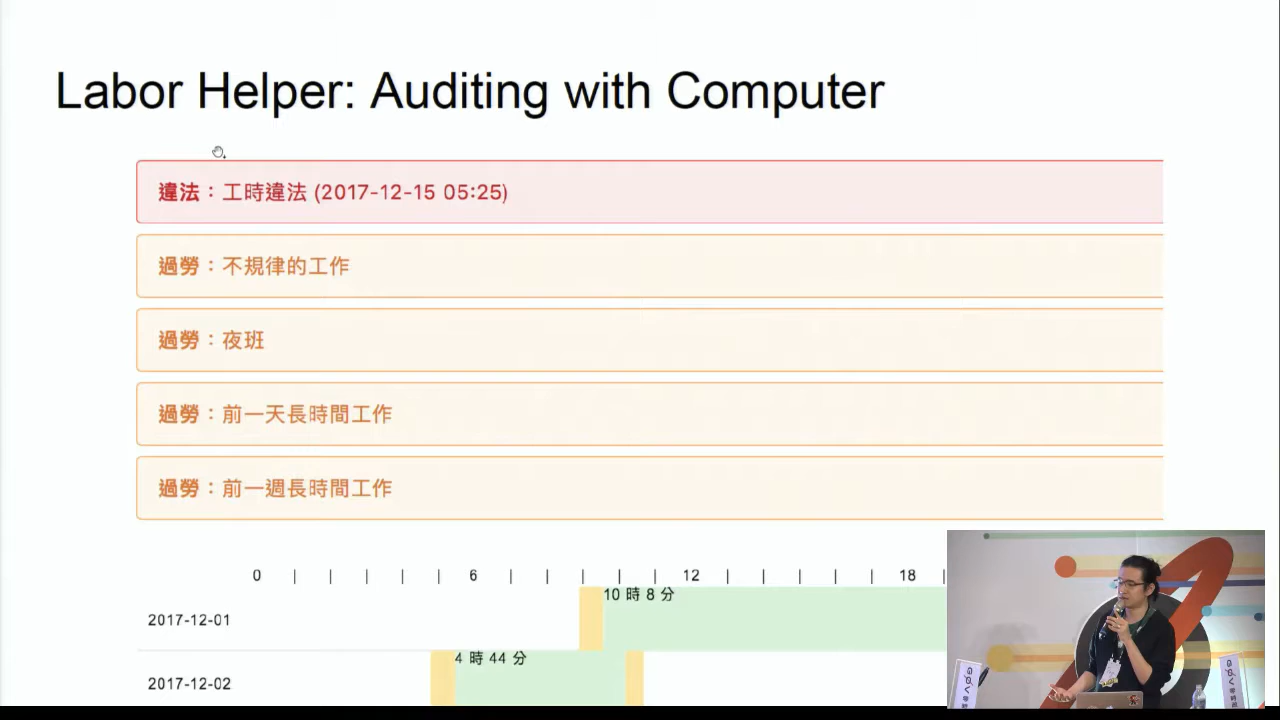 Labor Helper: Auditing with Computer
違法：工時違法 (2017-12-15 05:25)
過勞：不規律的工作
過勞：夜班
過勞：前一天長時間工作
過勞：前一週長時間工作
0 | | | | | 6 | | | | | 12 | | | | | 18 |
10 時 8 分
2017-12-01
4 時 44 分
2017-12-02